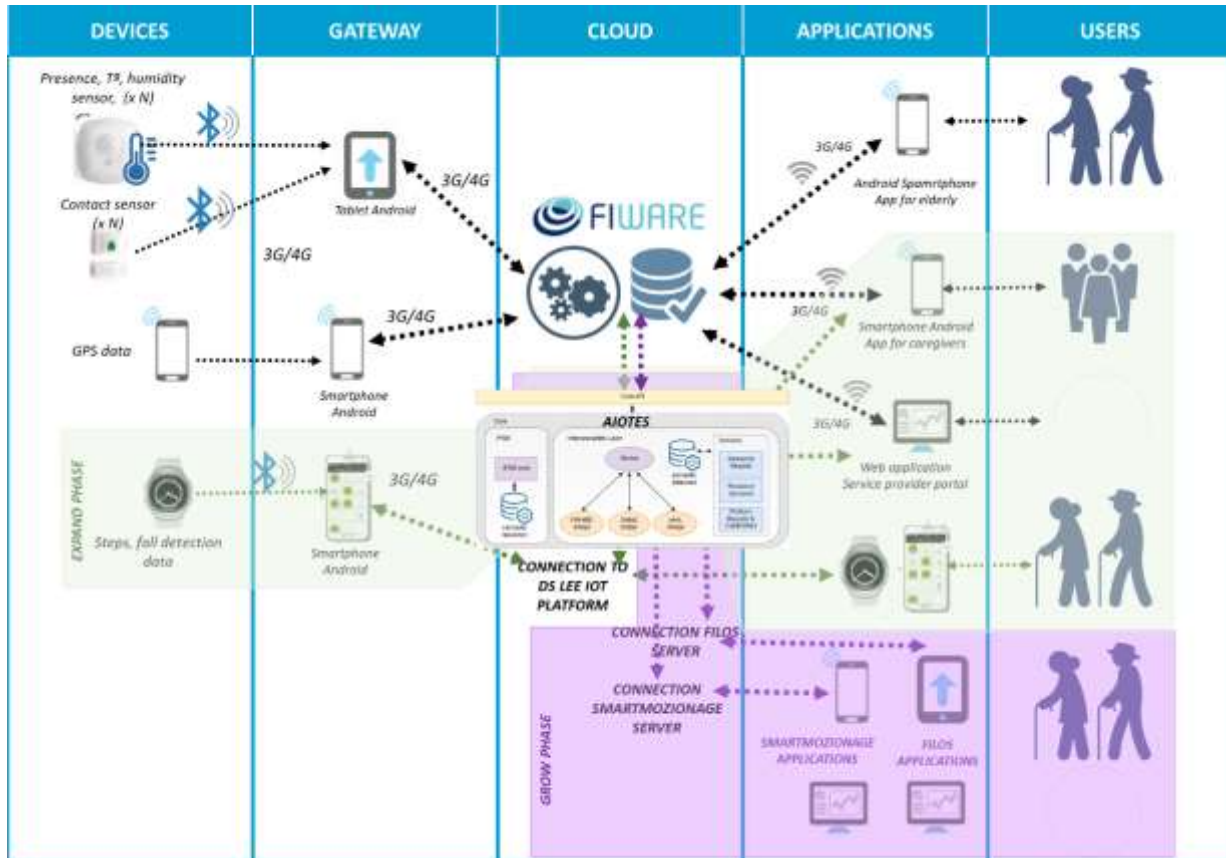 DEVICES
GATEWAY
CLOUD
APPLICATIONS
USERS
Presence, Tª, humidity
sensor, (x N)
Contact sensor
(x N)
3G/4G
Tablet Android
3G/4G
FIWARE
3G/4G
Android Spamrtphone
App for elderly
GPS data
3G/4G
Smartphone
Android
3G/4G
Smartphone Android
App for caregivers
3G/4G
Web application
Service provider portal
AIOTES
EXPAND PHASE
Steps, fall detection
data
3G/4G
Smartphone
Android
CONNECTION TO
DS LEE IOT
PLATFORM
GROW PHASE
CONNECTION FILOS
SERVER
CONNECTION
SMARTMOZIONAGE
SERVER
SMARTMOZIONAGE
APPLICATIONS
FILOS
APPLICATIONS